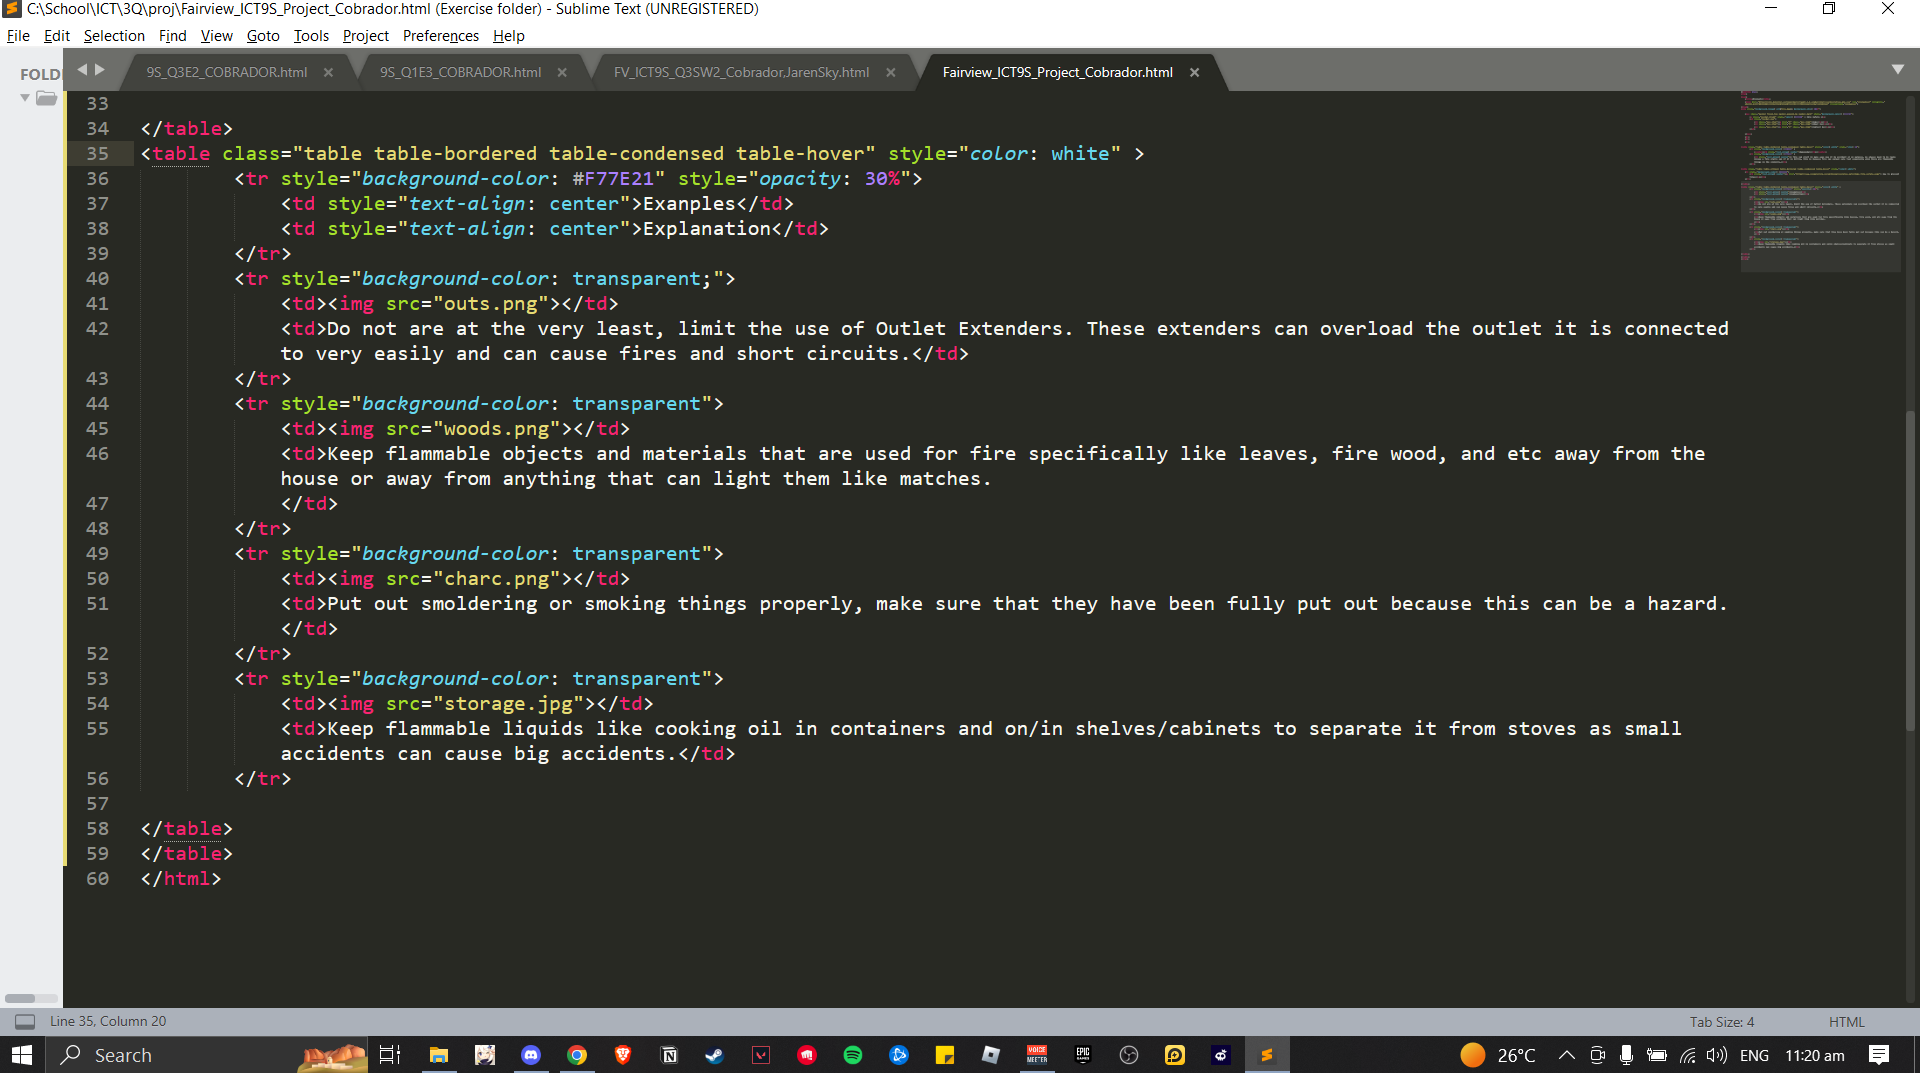 C:\School\ICT\3Q\proj\Fairview_ICT9S_Project_Cobrador.html (Exercise folder) - Sublime Text (UNREGISTERED)
File Edit Selection Find View Goto Tools Project Preferences Help
FOLD
9S_Q3E2_COBRADOR.html
9S_Q1E3_COBRADOR.html
FV_ICT9S_Q3SW2_Cobrador,JarenSky.html
Fairview_ICT9S_Project_Cobrador.html
33
34 </table>
35 <table class="table table-bordered table-condensed table-hover" style="color: white" >
36 <tr style="background-color: #F77E21" style="opacity: 30%">
37 <td style="text-align: center">Exanples</td>
38 <td style="text-align: center">Explanation</td>
39 </tr>
40 <tr style="background-color: transparent;">
41 <td><img src="outs.png"></td>
42 <td>Do not are at the very least, limit the use of Outlet Extenders. These extenders can overload the outlet it is connected
to very easily and can cause fires and short circuits.</td>
43 </tr>
44 <tr style="background-color: transparent">
45 <td><img src="woods.png"></td>
46 <td>Keep flammable objects and materials that are used for fire specifically like leaves, fire wood, and etc away from the
house or away from anything that can light them like matches.
47 </td>
48 </tr>
49 <tr style="background-color: transparent">
50 <td><img src="charc.png"></td>
51 <td>Put out smoldering or smoking things properly, make sure that they have been fully put out because this can be a hazard.
</td>
52 </tr>
53 <tr style="background-color: transparent">
54 <td><img src="storage.jpg"></td>
55 <td>Keep flammable liquids like cooking oil in containers and on/in shelves/cabinets to separate it from stoves as small
accidents can cause big accidents.</td>
56 </tr>
57
58 </table>
59 </table>
60 </html>
Line 35, Column 20
Tab Size: 4
HTML
Search
VOICE
MEETER
EPIC
GAMES
26°C
ENG
11:20 am